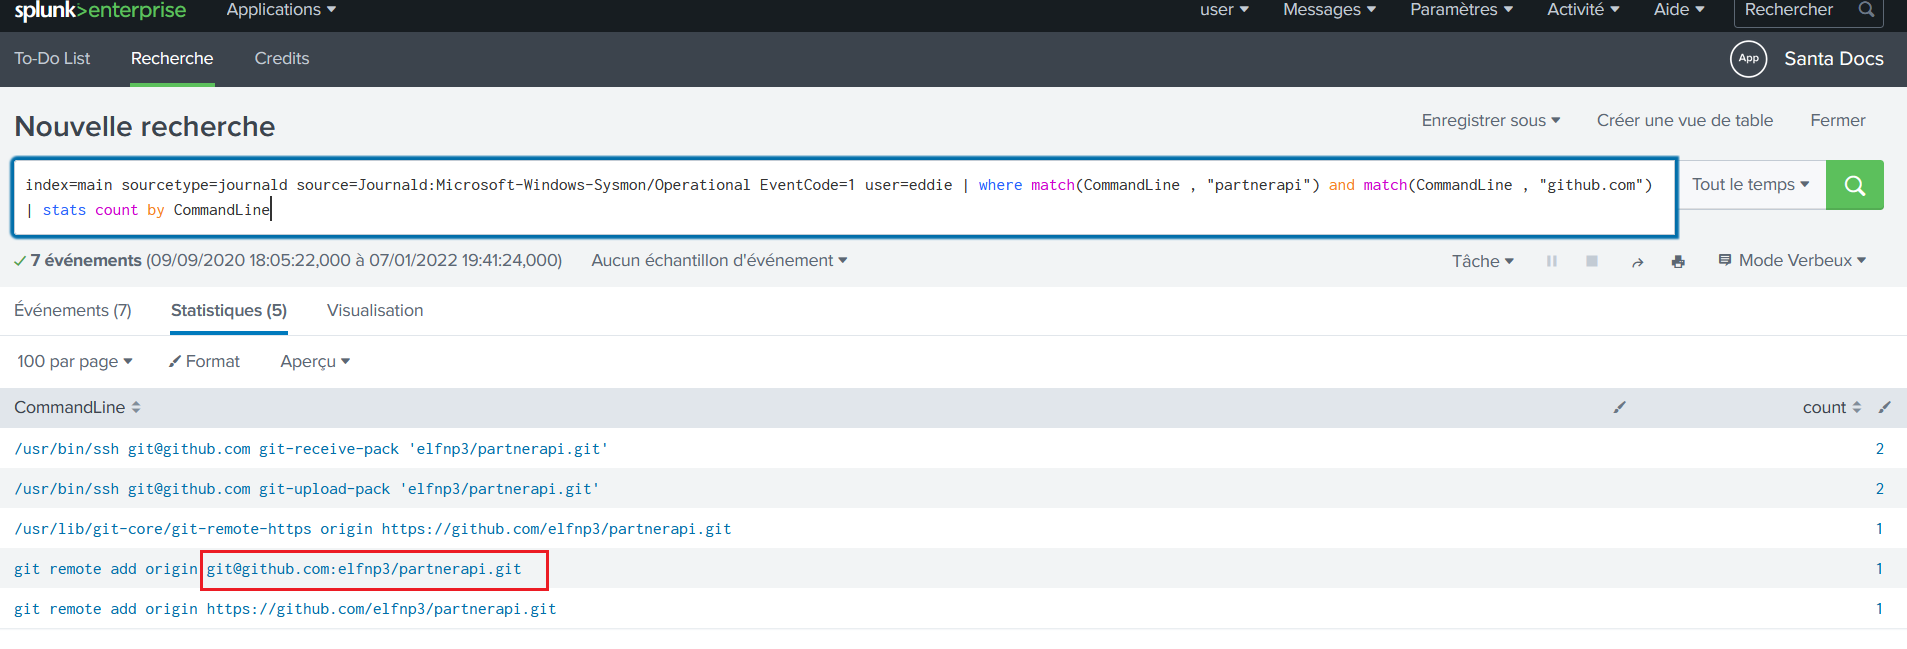 splunk>enterprise Applications user Messages Paramètres Activité Aide Rechercher
To-Do List Recherche Credits App Santa Docs
Nouvelle recherche Enregistrer sous Créer une vue de table Fermer
index=main sourcetype=journald source=Journald:Microsoft-Windows-Sysmon/Operational EventCode=1 user=eddie | where match(CommandLine , "partnerapi") and match(CommandLine , "github.com") Tout le temps
| stats count by CommandLine
7 événements (09/09/2020 18:05:22,000 à 07/01/2022 19:41:24,000) Aucun échantillon d'événement Tâche Mode Verbeux
Événements (7) Statistiques (5) Visualisation
100 par page Format Aperçu
CommandLine count
/usr/bin/ssh git@github.com git-receive-pack 'elfnp3/partnerapi.git' 2
/usr/bin/ssh git@github.com git-upload-pack 'elfnp3/partnerapi.git' 2
/usr/lib/git-core/git-remote-https origin https://github.com/elfnp3/partnerapi.git 1
git remote add origin git@github.com:elfnp3/partnerapi.git 1
git remote add origin https://github.com/elfnp3/partnerapi.git 1